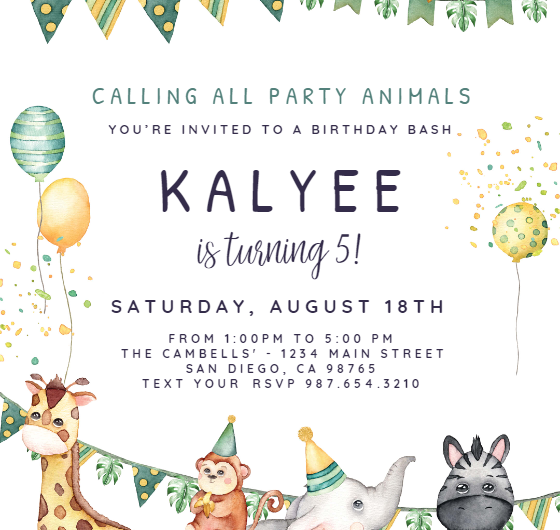 CALLING ALL PARTY ANIMALS
YOU'RE INVITED TO A BIRTHDAY BASH
KALYEE
is turning 5!
SATURDAY, AUGUST 18TH
FROM 1:00PM TO 5:00 PM
THE CAMBELLS' - 1234 MAIN STREET
SAN DIEGO, CA 98765
TEXT YOUR RSVP 987.654.3210